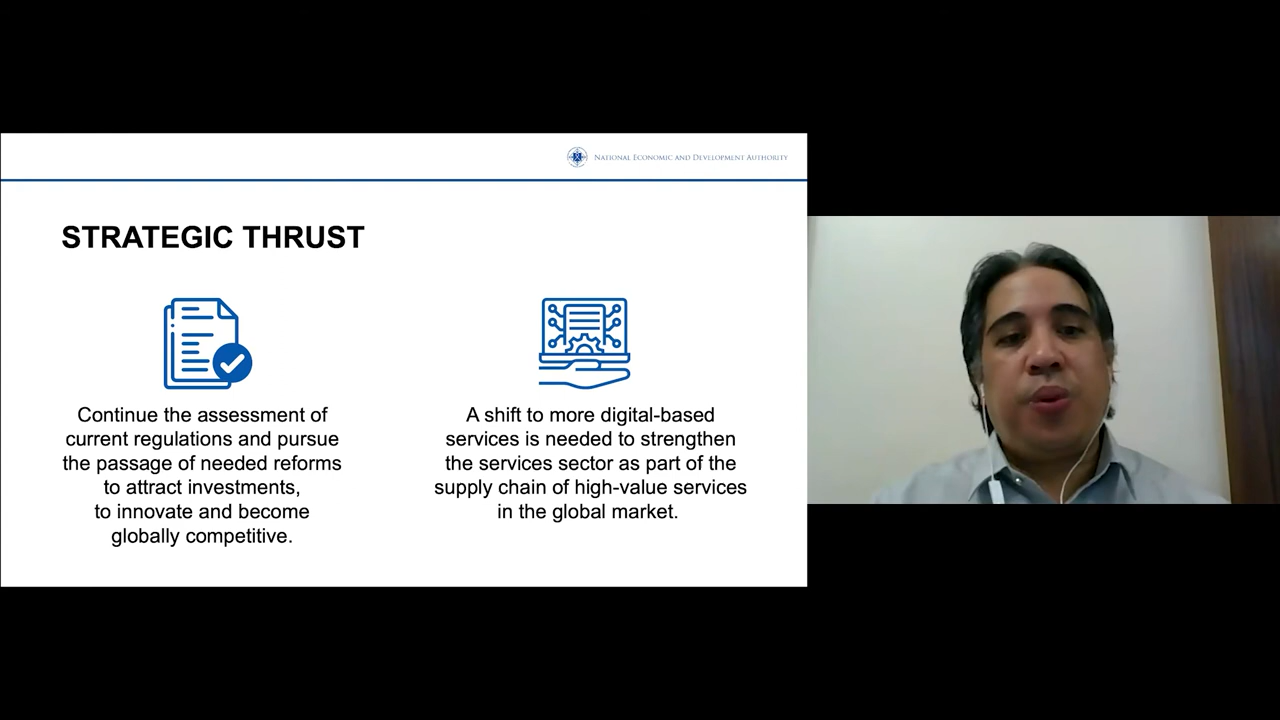 NATIONAL ECONOMIC AND DEVELOPMENT AUTHORITY
STRATEGIC THRUST
Continue the assessment of
current regulations and pursue
the passage of needed reforms
to attract investments,
to innovate and become
globally competitive.
A shift to more digital-based
services is needed to strengthen
the services sector as part of the
supply chain of high-value services
in the global market.